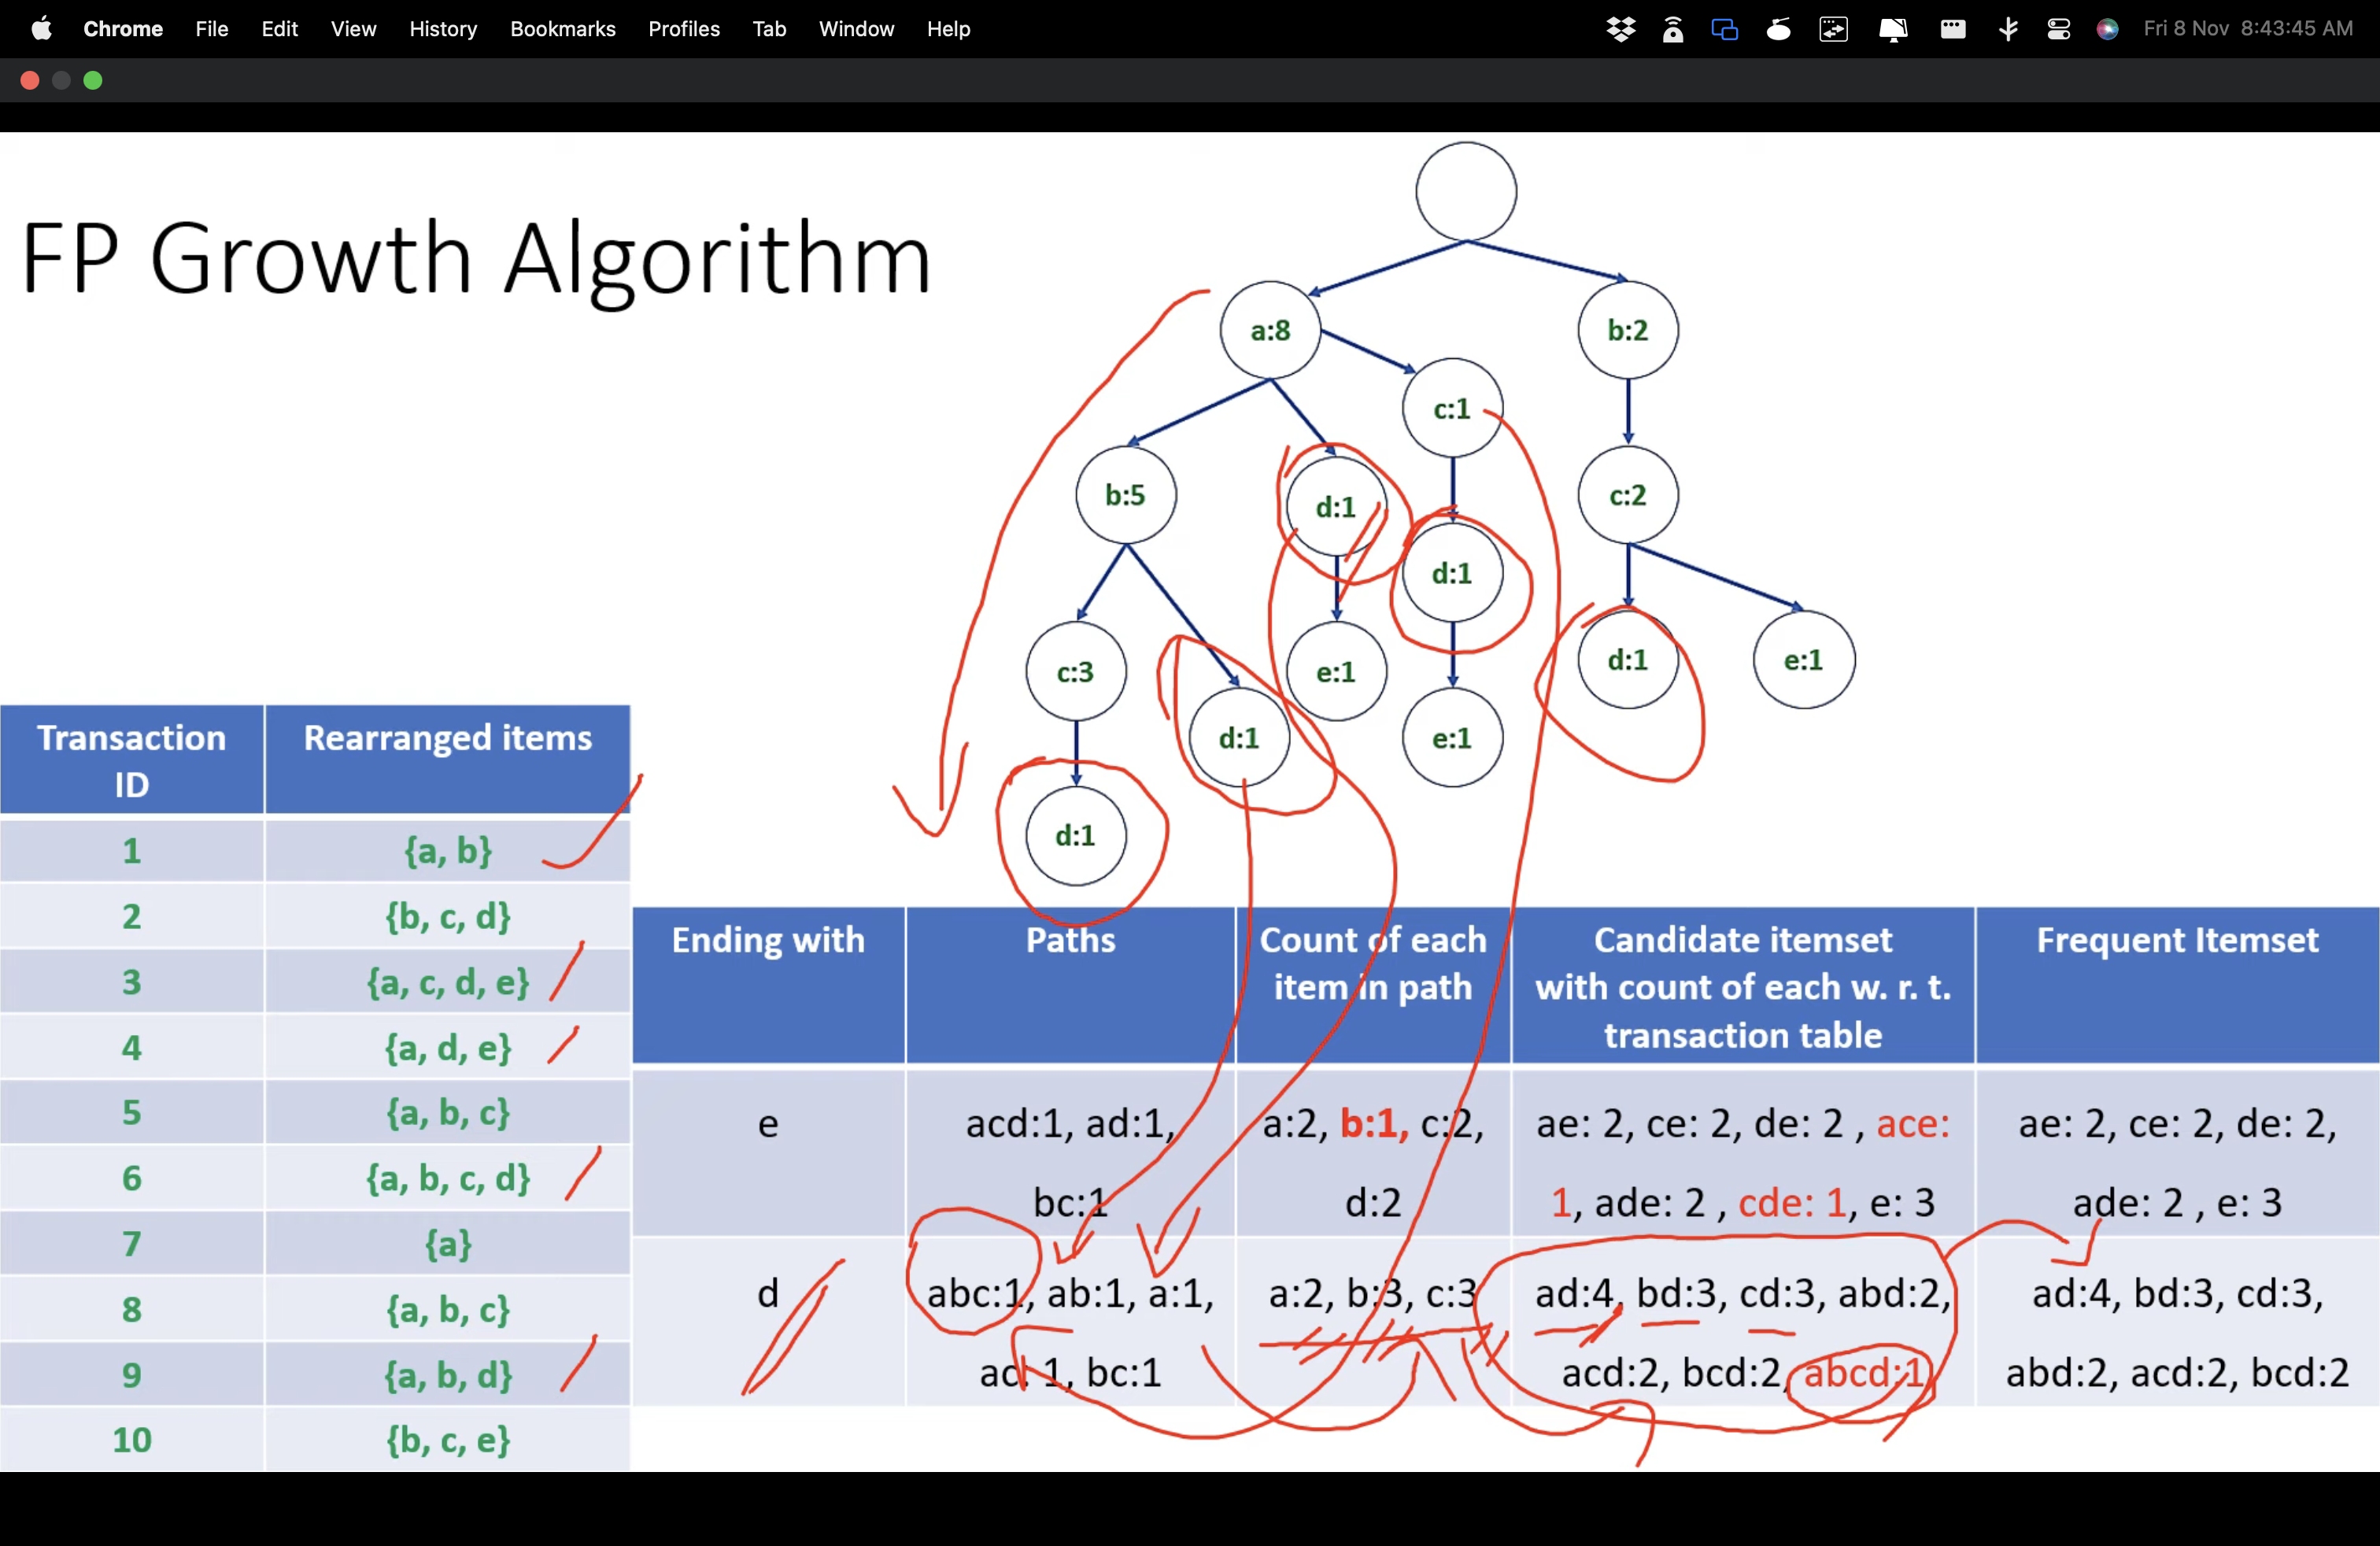 Chrome File Edit View History Bookmarks Profiles Tab Window Help Fri 8 Nov 8:43:45 AM
FP Growth Algorithm
a:8
b:2
c:1
b:5
d:1
c:2
d:1
c:3
e:1
d:1
e:1
d:1
e:1
d:1
Transaction ID Rearranged items
1 {a, b}
2 {b, c, d}
3 {a, c, d, e}
4 {a, d, e}
5 {a, b, c}
6 {a, b, c, d}
7 {a}
8 {a, b, c}
9 {a, b, d}
10 {b, c, e}
Ending with
Paths
Count of each
item in path
Candidate itemset
with count of each w. r. t.
transaction table
Frequent Itemset
e
acd:1, ad:1,
bc:1
a:2, b:1, c:2,
d:2
ae: 2, ce: 2, de: 2 , ace:
1, ade: 2 , cde: 1, e: 3
ae: 2, ce: 2, de: 2,
ade: 2 , e: 3
d
abc:1, ab:1, a:1,
ac: 1, bc:1
a:2, b:3, c:3
ad:4, bd:3, cd:3, abd:2,
acd:2, bcd:2, abcd:1
ad:4, bd:3, cd:3,
abd:2, acd:2, bcd:2